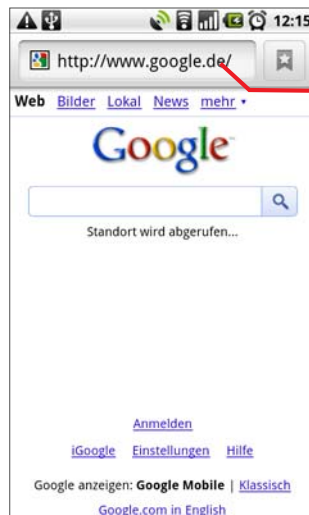 12:15
http://www.google.de/
Web Bilder Lokal News mehr
Google
Standort wird abgerufen...
Anmelden
iGoogle Einstellungen Hilfe
Google anzeigen: Google Mobile | Klassisch
Google.com in English